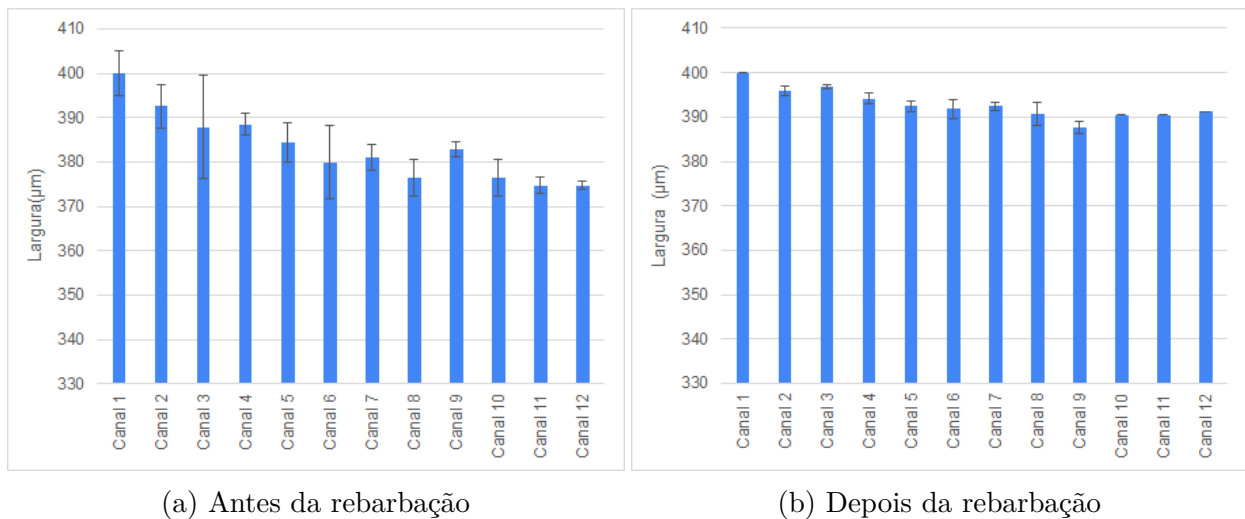 410
400
390
380
370
360
350
340
330
Largura(µm)
Canal 1
Canal 2
Canal 3
Canal 4
Canal 5
Canal 6
Canal 7
Canal 8
Canal 9
Canal 10
Canal 11
Canal 12
(a) Antes da rebarbação
410
400
390
380
370
360
350
340
330
Largura (µm)
Canal 1
Canal 2
Canal 3
Canal 4
Canal 5
Canal 6
Canal 7
Canal 8
Canal 9
Canal 10
Canal 11
Canal 12
(b) Depois da rebarbação